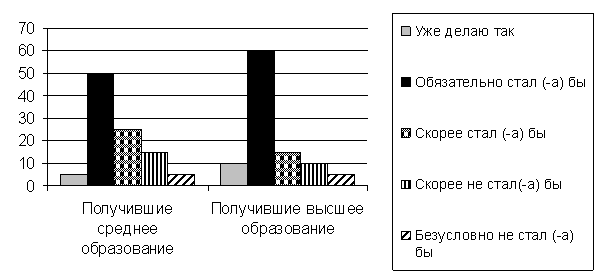 70
60
50
40
30
20
10
0
Получившие
среднее
образование
Получившие высшее
образование
Уже делаю так
Обязательно стал (-а) бы
Скорее стал (-а) бы
Скорее не стал(-а) бы
Безусловно не стал (-а)
бы